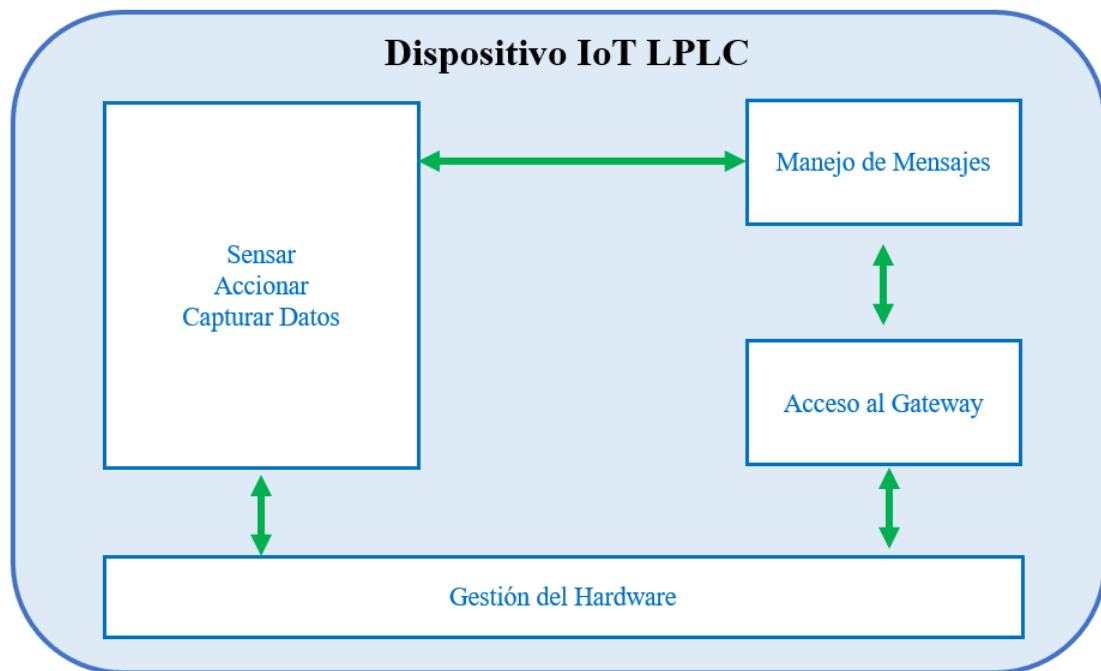 Dispositivo IoT LPLC
Sensar
Accionar
Capturar Datos
Manejo de Mensajes
Acceso al Gateway
Gestión del Hardware